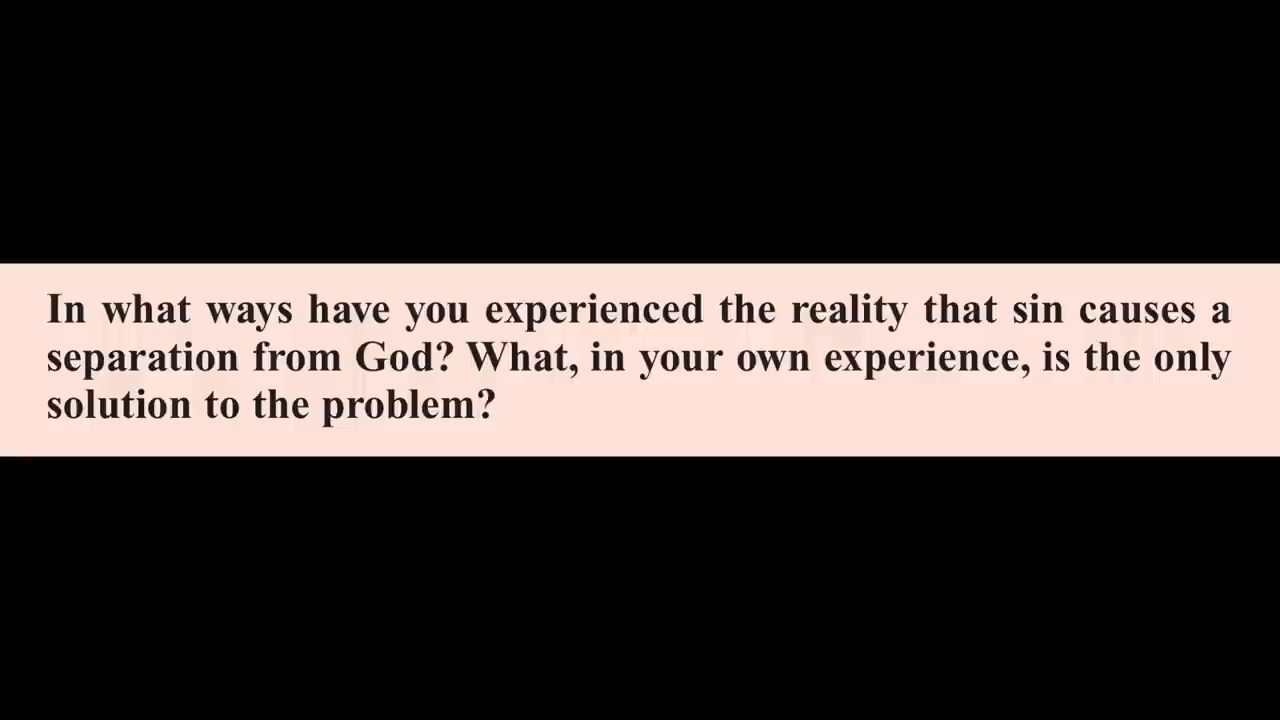 In what ways have you experienced the reality that sin causes a
separation from God? What, in your own experience, is the only
solution to the problem?